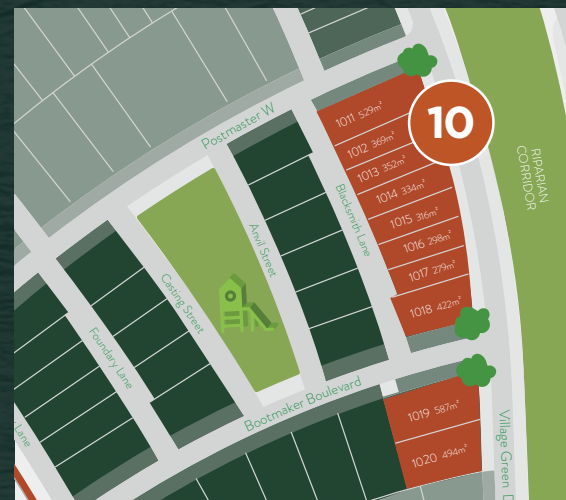 10
1011 529m²
1012 369m²
1013 352m²
1014 334m²
1015 316m²
1016 298m²
1017 279m²
1018 422m²
1019 587m²
1020 494m²
RIPARIAN
CORRIDOR
Postmaster W
Blacksmith Lane
Anvil Street
Casting Street
Foundary Lane
Lane
Bootmaker Boulevard
Village Green